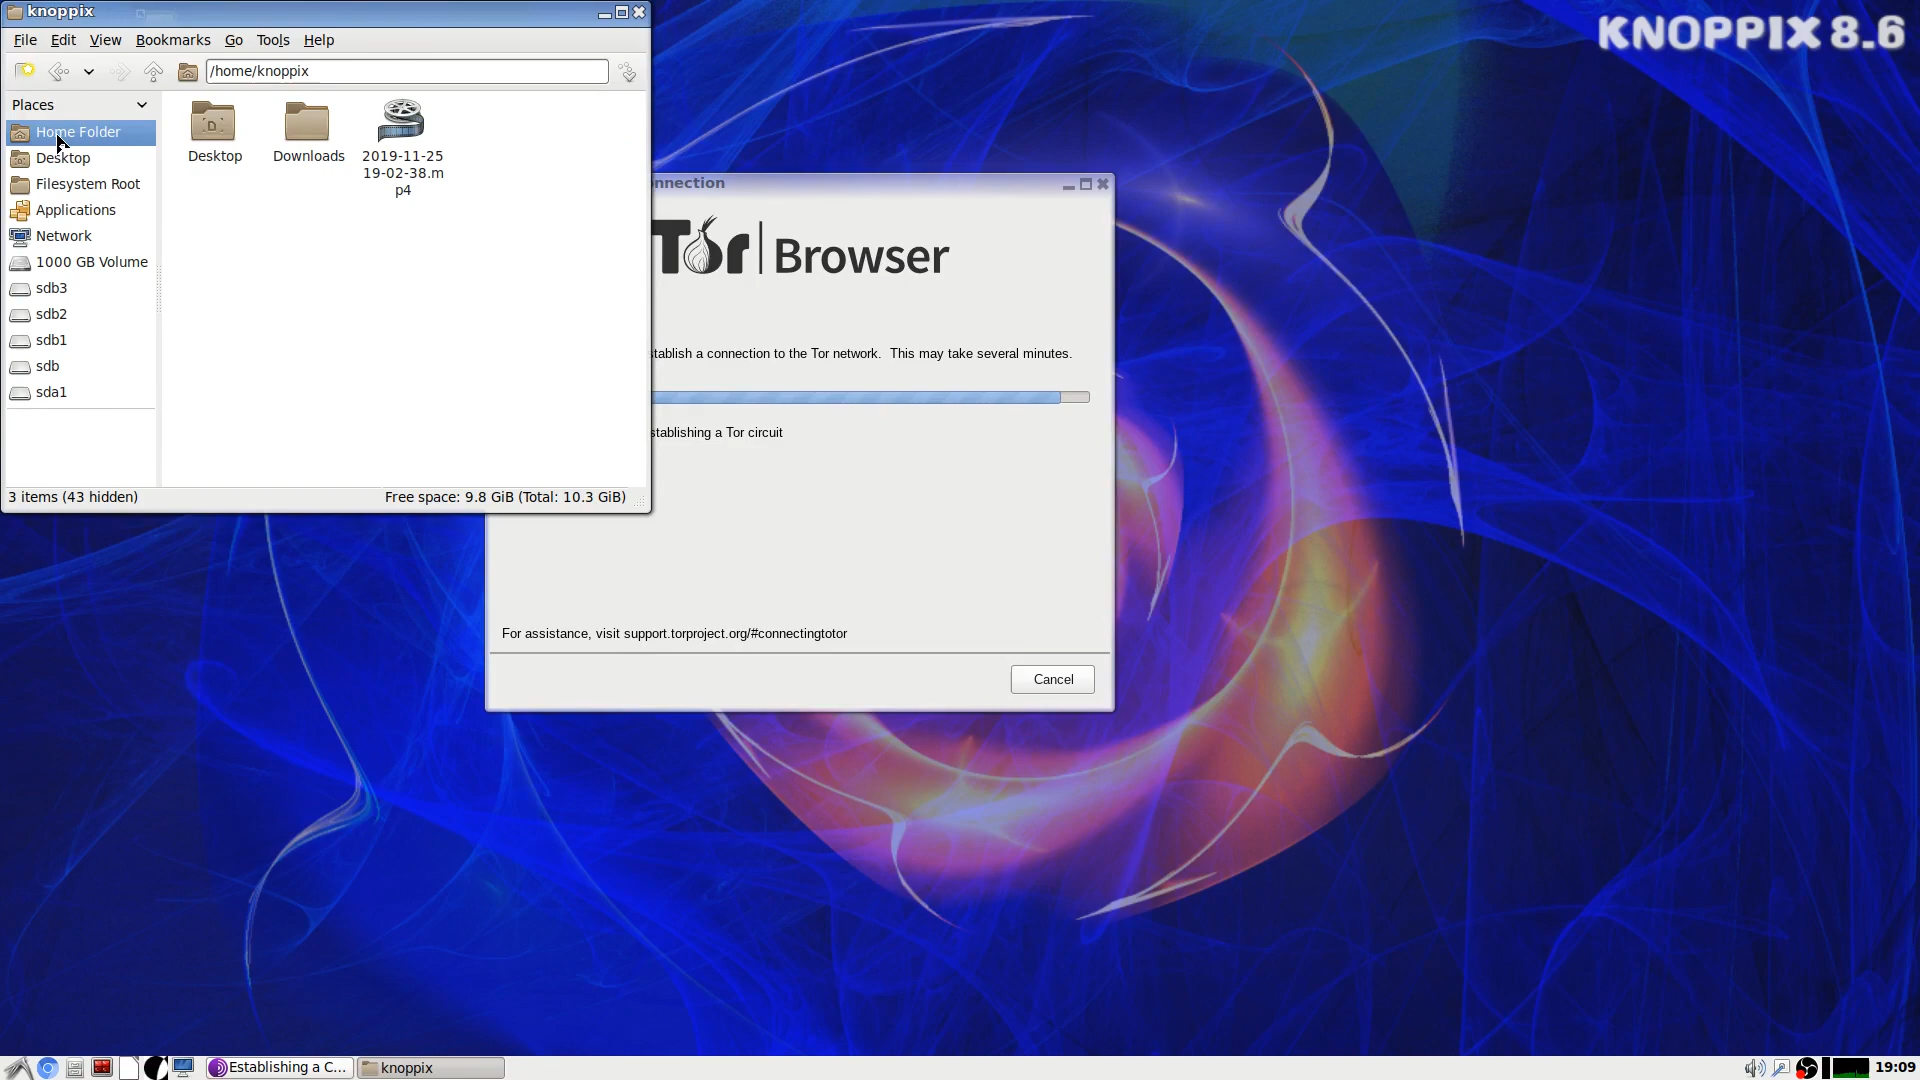 knoppix
File Edit View Bookmarks Go Tools Help
/home/knoppix
Places
Home Folder
Desktop
Filesystem Root
Applications
Network
1000 GB Volume
sdb3
sdb2
sdb1
sdb
sda1
Desktop
Downloads
2019-11-25
19-02-38.m
p4
3 items (43 hidden)
Free space: 9.8 GiB (Total: 10.3 GiB)
nnection
Tor Browser
stablish a connection to the Tor network. This may take several minutes.
stablishing a Tor circuit
For assistance, visit support.torproject.org/#connectingtotor
Cancel
KNOPPIX 8.6
Establishing a C...
knoppix
19:09